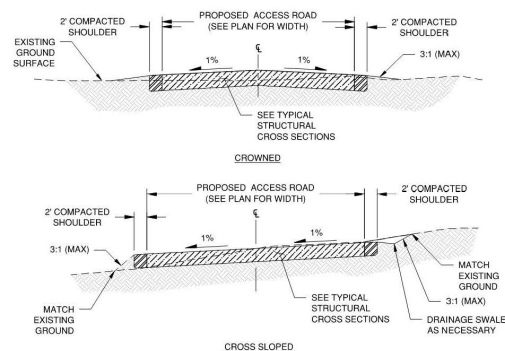 2' COMPACTED
SHOULDER
PROPOSED ACCESS ROAD
(SEE PLAN FOR WIDTH)
2' COMPACTED
SHOULDER
EXISTING
GROUND
SURFACE
℄
3:1 (MAX)
1%
1%
SEE TYPICAL
STRUCTURAL
CROSS SECTIONS
CROWNED
PROPOSED ACCESS ROAD
(SEE PLAN FOR WIDTH)
2' COMPACTED
SHOULDER
2' COMPACTED
SHOULDER
℄
3:1 (MAX)
1%
1%
MATCH
EXISTING
GROUND
MATCH
EXISTING
GROUND
SEE TYPICAL
STRUCTURAL
CROSS SECTIONS
3:1 (MAX)
DRAINAGE SWALE
AS NECESSARY
CROSS SLOPED